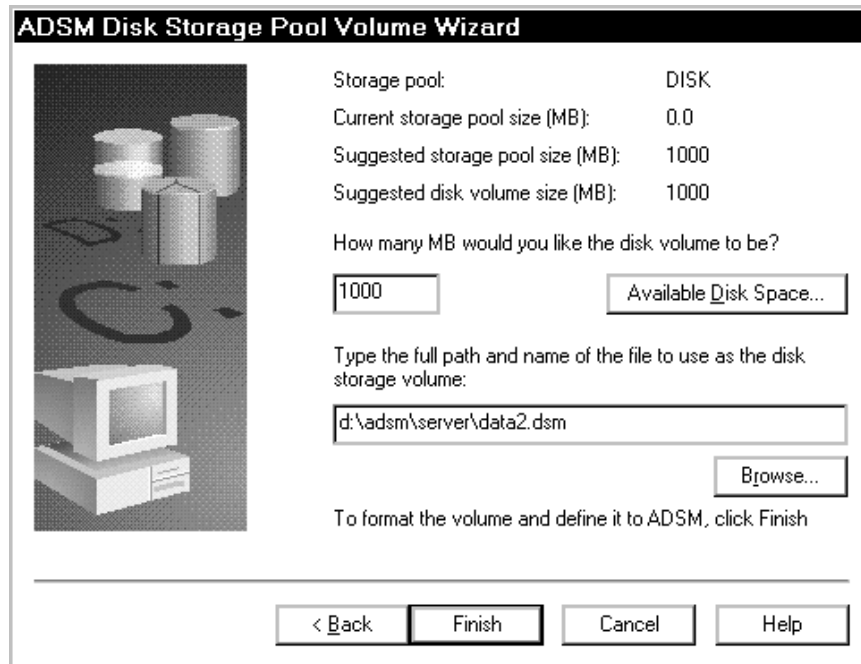 ADSM Disk Storage Pool Volume Wizard
Storage pool: DISK
Current storage pool size (MB): 0.0
Suggested storage pool size (MB): 1000
Suggested disk volume size (MB): 1000
How many MB would you like the disk volume to be?
1000 Available Disk Space...
Type the full path and name of the file to use as the disk
storage volume:
d:\adsm\server\data2.dsm
Browse...
To format the volume and define it to ADSM, click Finish
< Back Finish Cancel Help